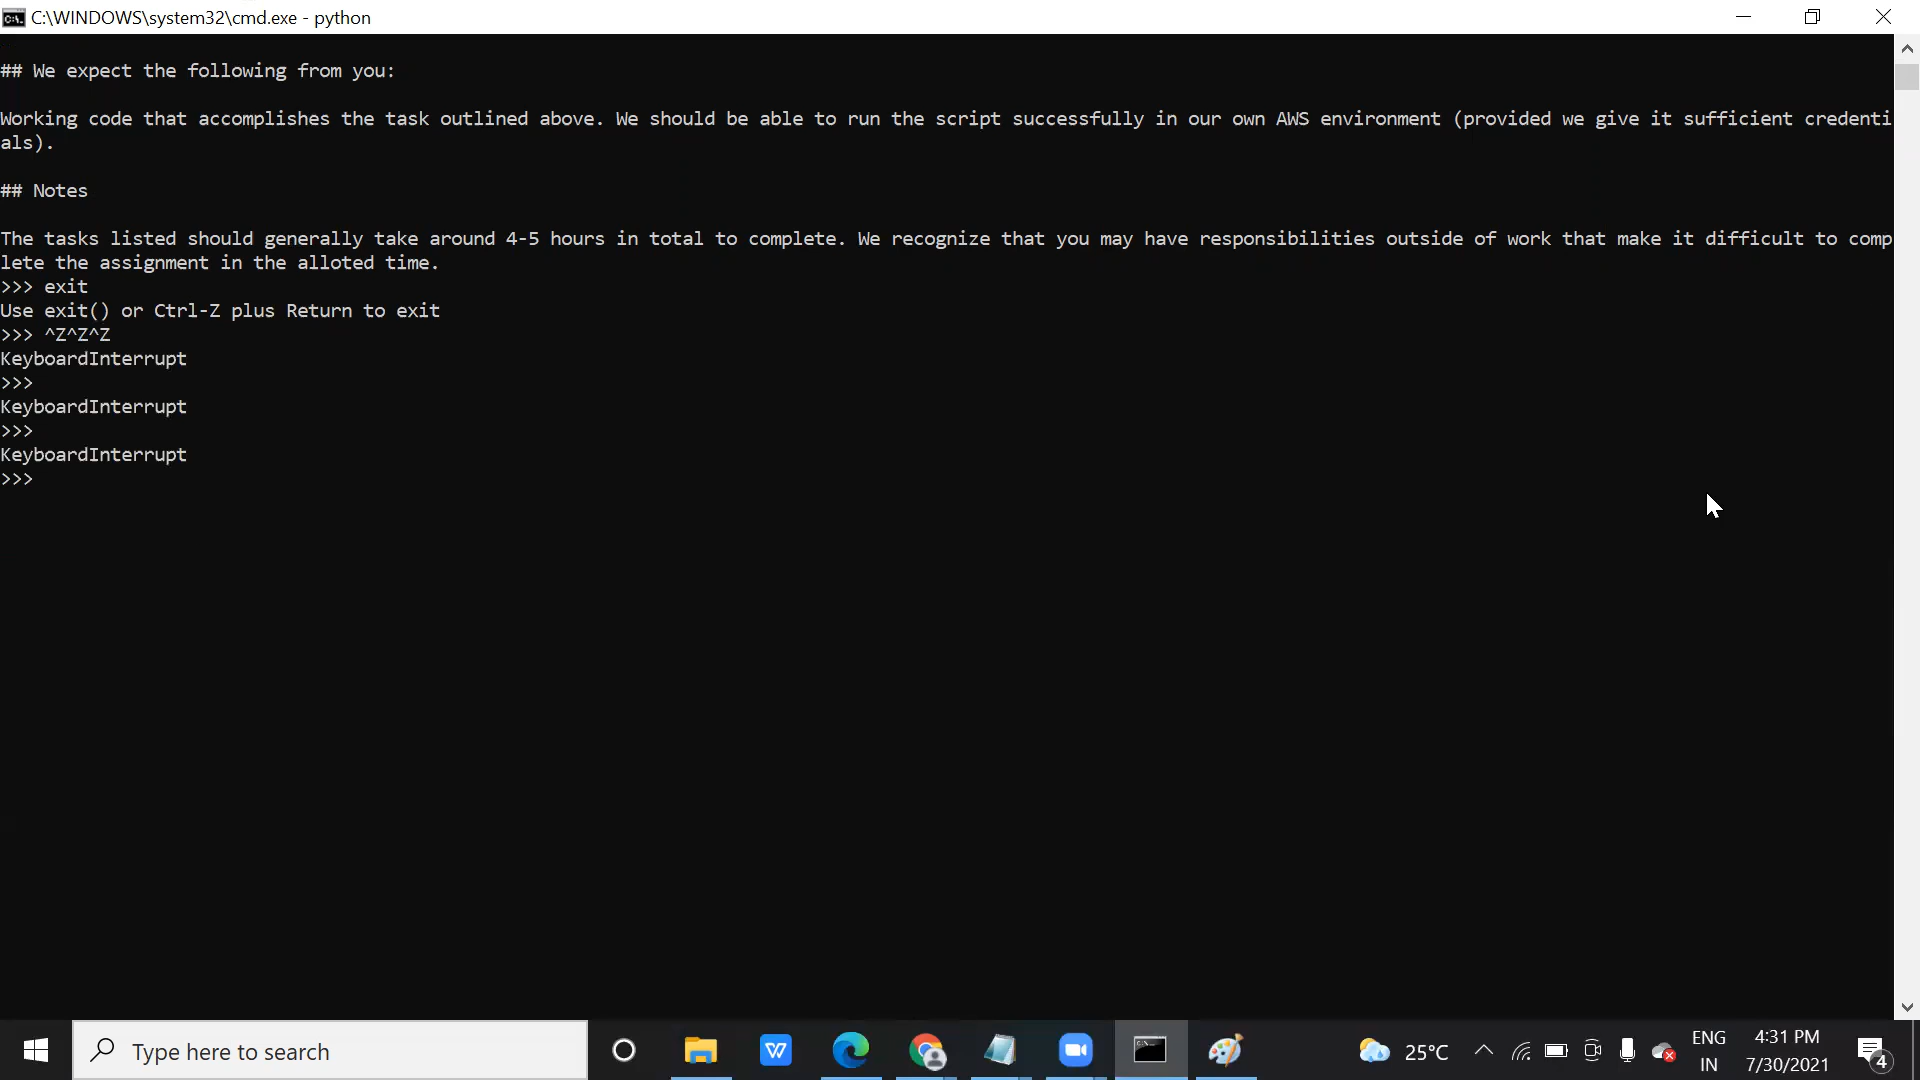 C:\WINDOWS\system32\cmd.exe - python
## We expect the following from you:
Working code that accomplishes the task outlined above. We should be able to run the script successfully in our own AWS environment (provided we give it sufficient credenti
als).
## Notes
The tasks listed should generally take around 4-5 hours in total to complete. We recognize that you may have responsibilities outside of work that make it difficult to comp
lete the assignment in the alloted time.
>>> exit
Use exit() or Ctrl-Z plus Return to exit
>>> ^Z^Z^Z
KeyboardInterrupt
>>>
KeyboardInterrupt
>>>
KeyboardInterrupt
>>>
Type here to search
25°C
ENG
IN
4:31 PM
7/30/2021
4